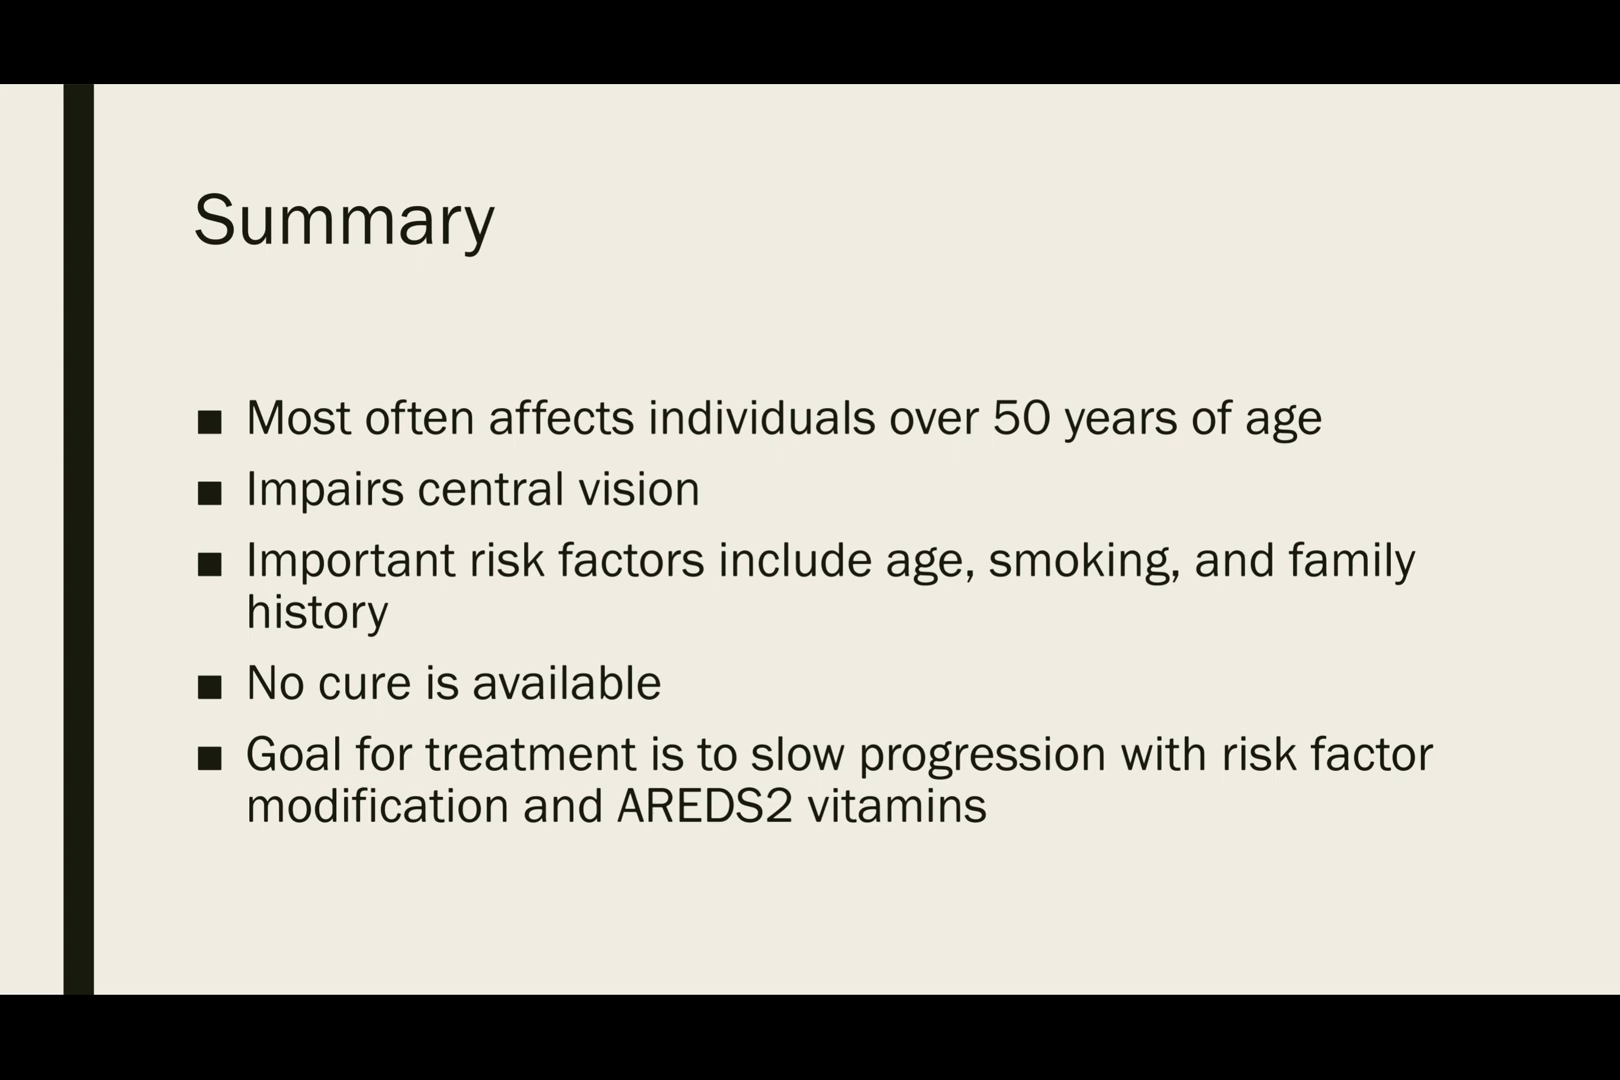 Summary
■ Most often affects individuals over 50 years of age
■ Impairs central vision
■ Important risk factors include age, smoking, and family
history
■ No cure is available
■ Goal for treatment is to slow progression with risk factor
modification and AREDS2 vitamins